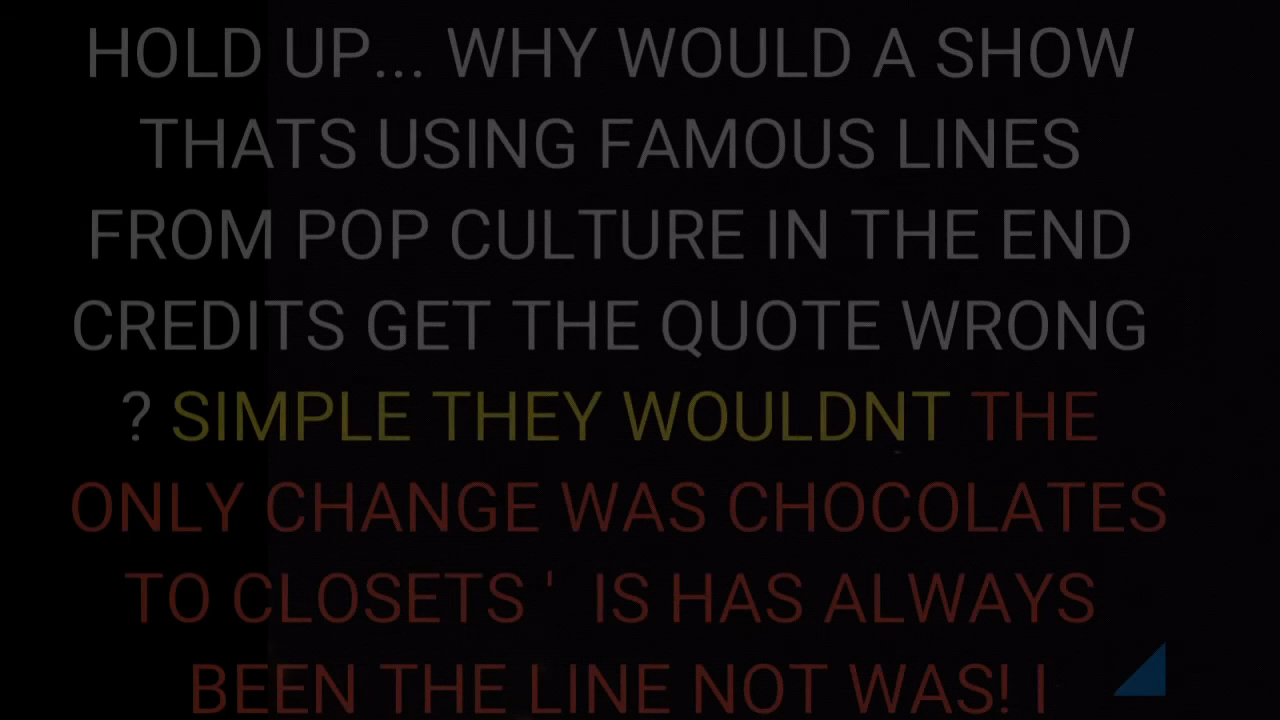 HOLD UP... WHY WOULD A SHOW
THATS USING FAMOUS LINES
FROM POP CULTURE IN THE END
CREDITS GET THE QUOTE WRONG
? SIMPLE THEY WOULDNT THE
ONLY CHANGE WAS CHOCOLATES
TO CLOSETS ' IS HAS ALWAYS
BEEN THE LINE NOT WAS! I